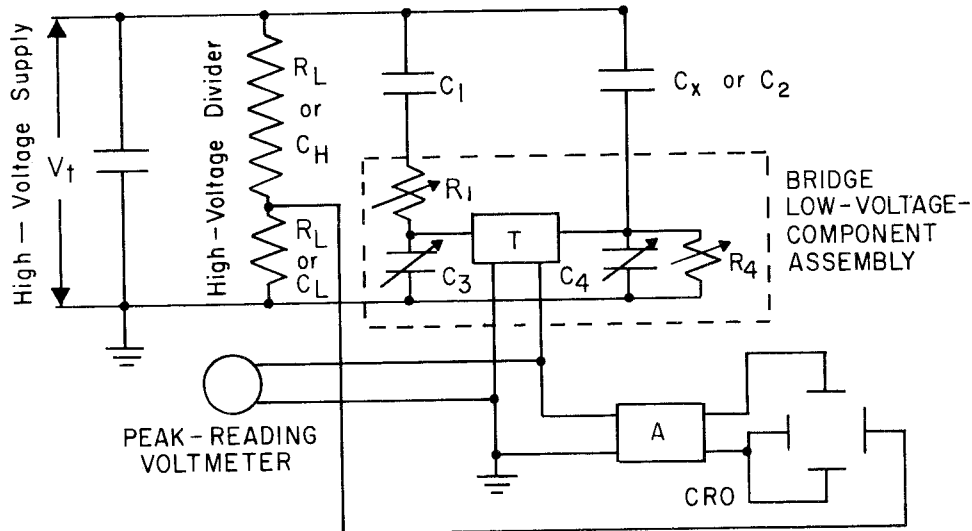 High-Voltage Supply
Vt
High-Voltage Divider
RL
or
CH
RL
or
CL
C1
Cx or C2
R1
T
C3
C4
R4
BRIDGE
LOW-VOLTAGE-
COMPONENT
ASSEMBLY
PEAK-READING
VOLTMETER
A
CRO